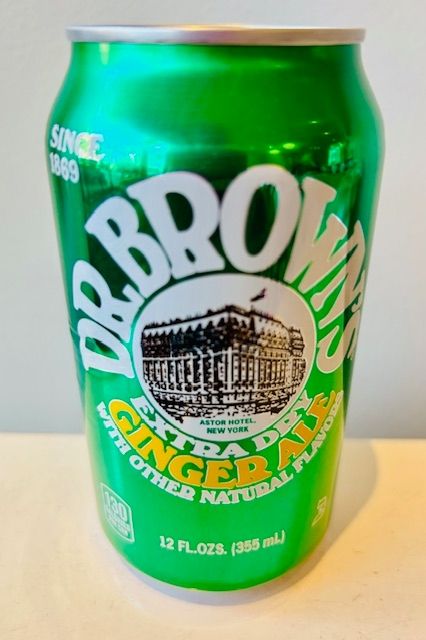 SINCE
1869
DR. BROWN'S
ASTOR HOTEL,
NEW YORK
EXTRA DRY
GINGER ALE
WITH OTHER NATURAL FLAVORS
130
12 FL.OZS. (355 mL)